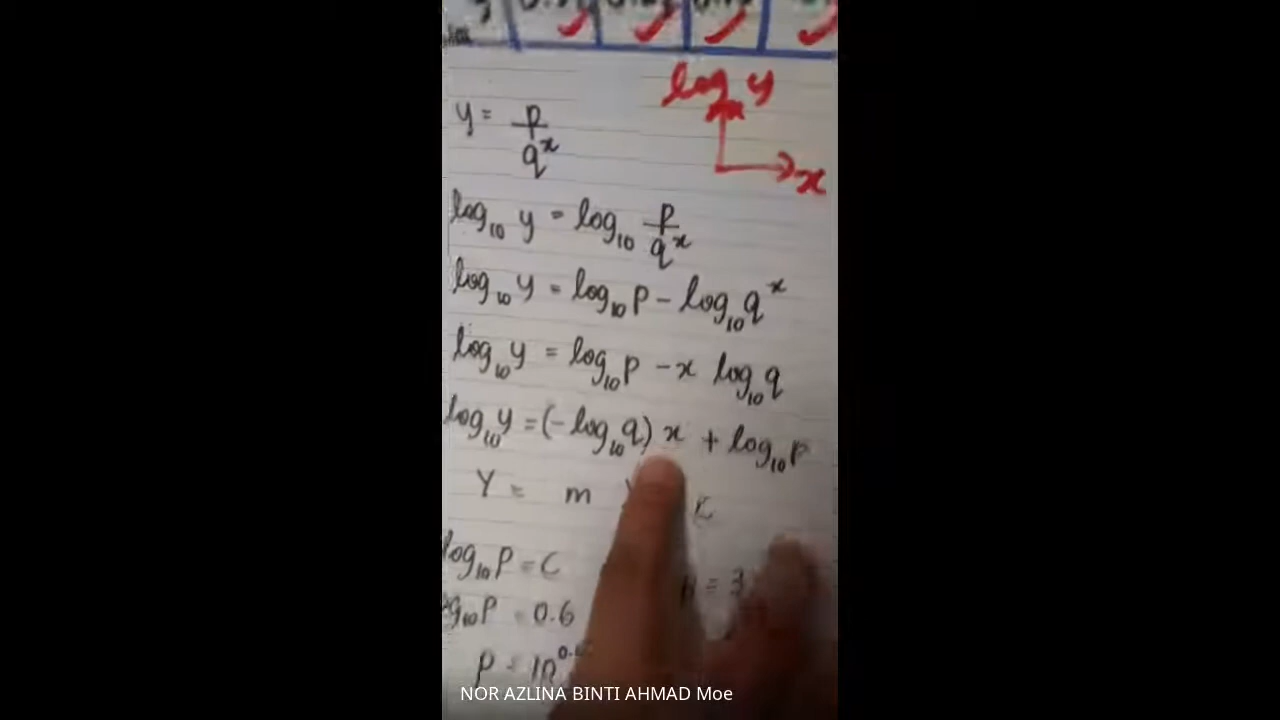 log y
x
y = p/q^x
log₁₀ y = log₁₀ p/q^x
log₁₀ y = log₁₀ p - log₁₀ q^x
log₁₀ y = log₁₀ p - x log₁₀ q
log₁₀ y = (-log₁₀ q) x + log₁₀ p
Y = m
log₁₀ p = C
log₁₀ p = 0.6
p = 10
NOR AZLINA BINTI AHMAD Moe